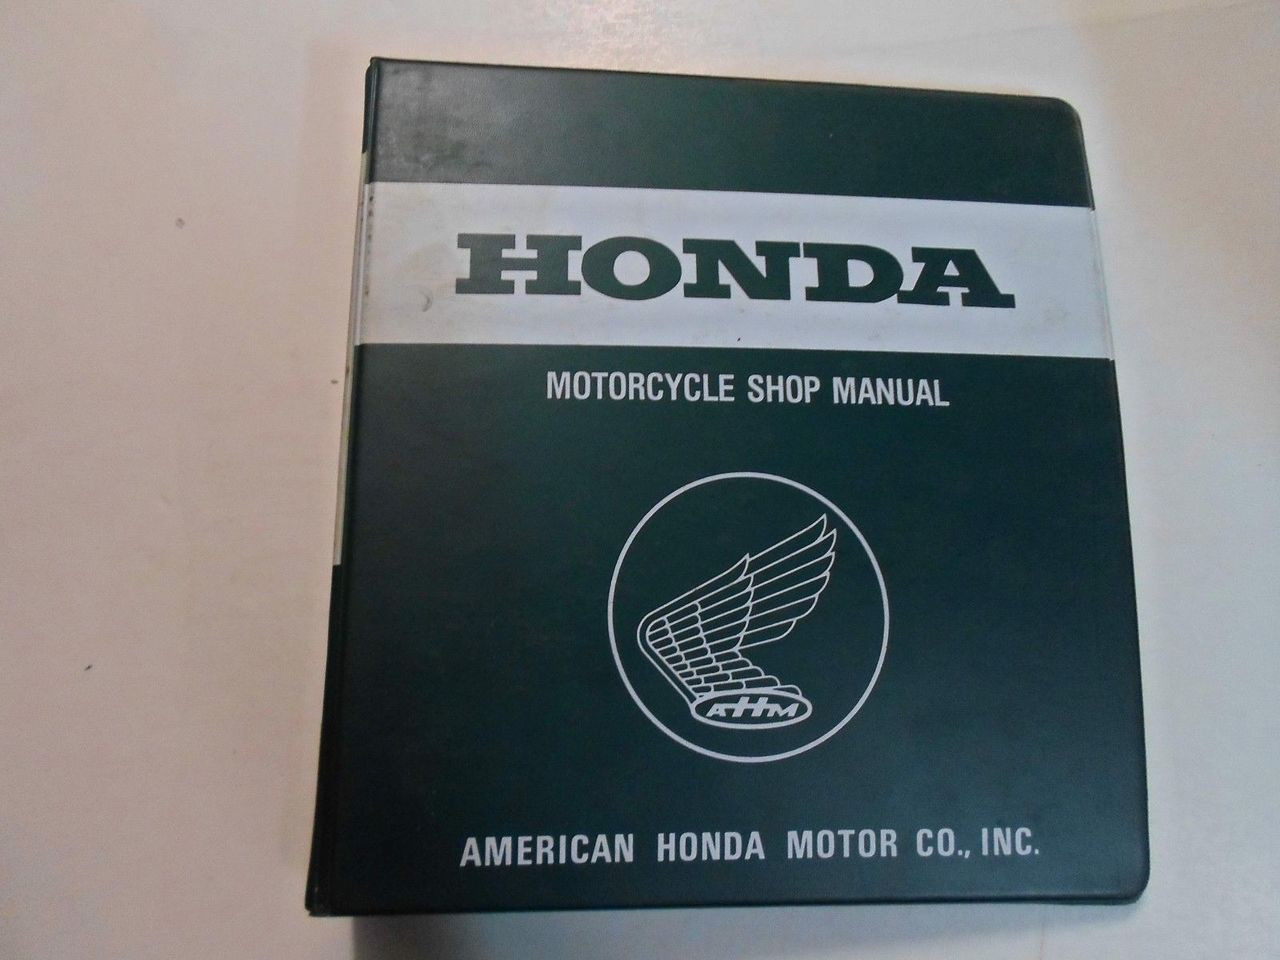 HONDA
MOTORCYCLE SHOP MANUAL
AHM
AMERICAN HONDA MOTOR CO., INC.